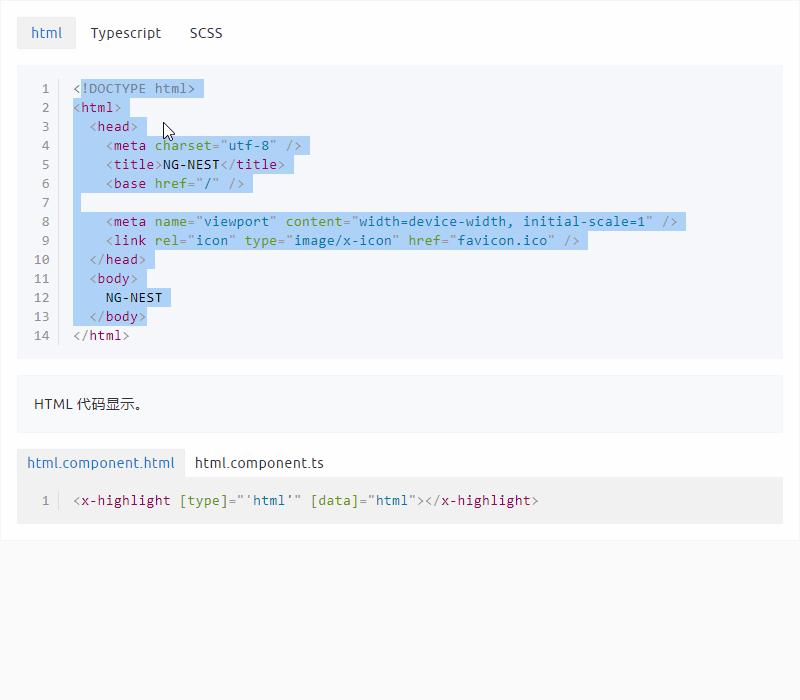 html Typescript SCSS
1 <!DOCTYPE html>
2 <html>
3 <head>
4 <meta charset="utf-8" />
5 <title>NG-NEST</title>
6 <base href="/" />
7
8 <meta name="viewport" content="width=device-width, initial-scale=1" />
9 <link rel="icon" type="image/x-icon" href="favicon.ico" />
10 </head>
11 <body>
12 NG-NEST
13 </body>
14 </html>
HTML 代码显示。
html.component.html html.component.ts
1 <x-highlight [type]="'html'" [data]="html"></x-highlight>